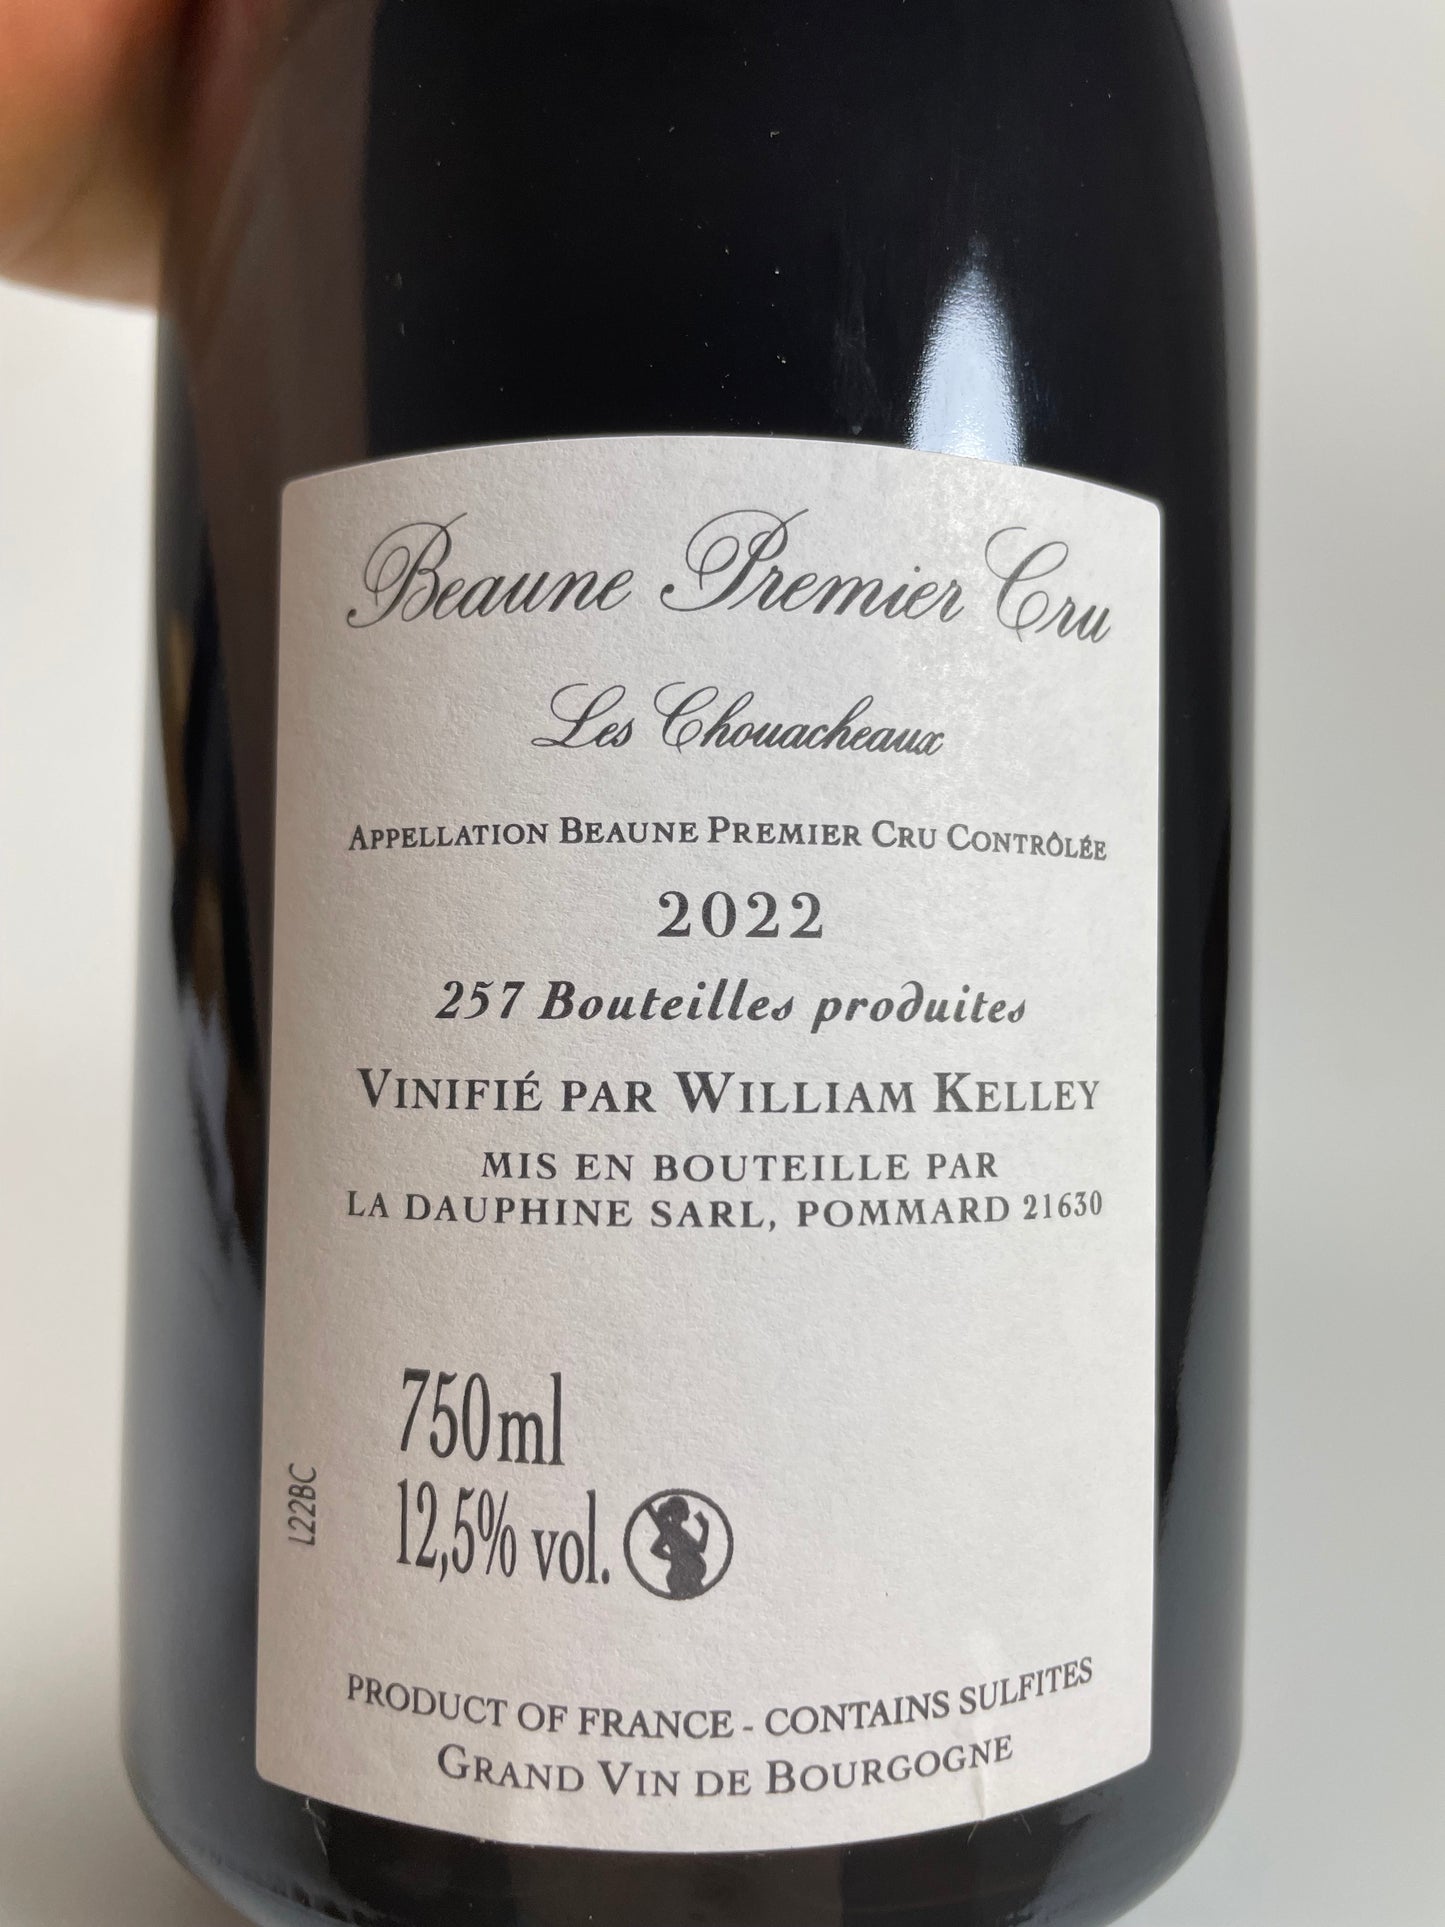 Beaune Premier Cru
Les Chouacheaux
APPELLATION BEAUNE PREMIER CRU CONTRÔLÉE
2022
257 Bouteilles produites
VINIFIÉ PAR WILLIAM KELLEY
MIS EN BOUTEILLE PAR
LA DAUPHINE SARL, POMMARD 21630
750ml
12,5% vol.
L22BC
PRODUCT OF FRANCE - CONTAINS SULFITES
GRAND VIN DE BOURGOGNE